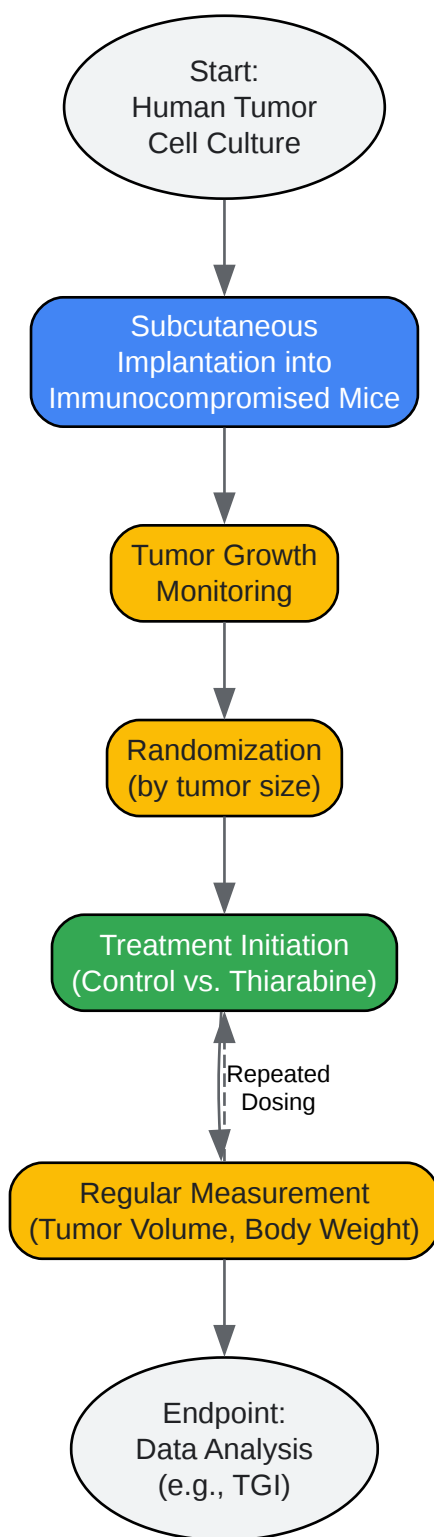 Start:
Human Tumor
Cell Culture
Subcutaneous
Implantation into
Immunocompromised Mice
Tumor Growth
Monitoring
Randomization
(by tumor size)
Treatment Initiation
(Control vs. Thiarabine)
Repeated
Dosing
Regular Measurement
(Tumor Volume, Body Weight)
Endpoint:
Data Analysis
(e.g., TGI)